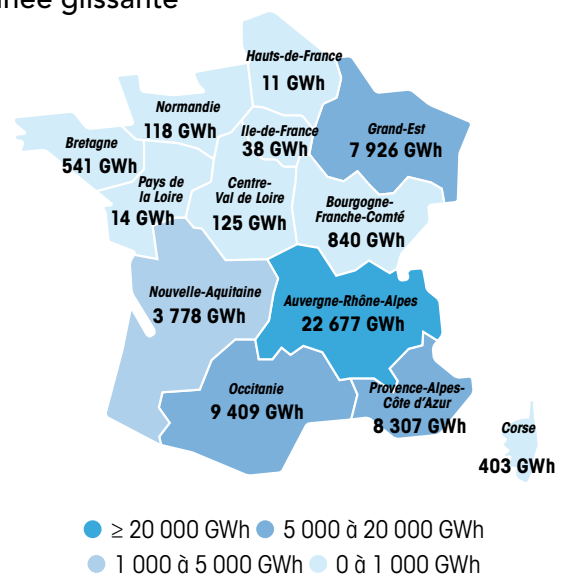 née glissante
Hauts-de-France
11 GWh
Normandie
118 GWh
Ile-de-France
38 GWh
Grand-Est
7 926 GWh
Bretagne
541 GWh
Pays de
la Loire
14 GWh
Centre-
Val de Loire
125 GWh
Bourgogne-
Franche-Comté
840 GWh
Nouvelle-Aquitaine
3 778 GWh
Auvergne-Rhône-Alpes
22 677 GWh
Occitanie
9 409 GWh
Provence-Alpes-
Côte d'Azur
8 307 GWh
Corse
403 GWh
≥ 20 000 GWh 5 000 à 20 000 GWh
1 000 à 5 000 GWh 0 à 1 000 GWh